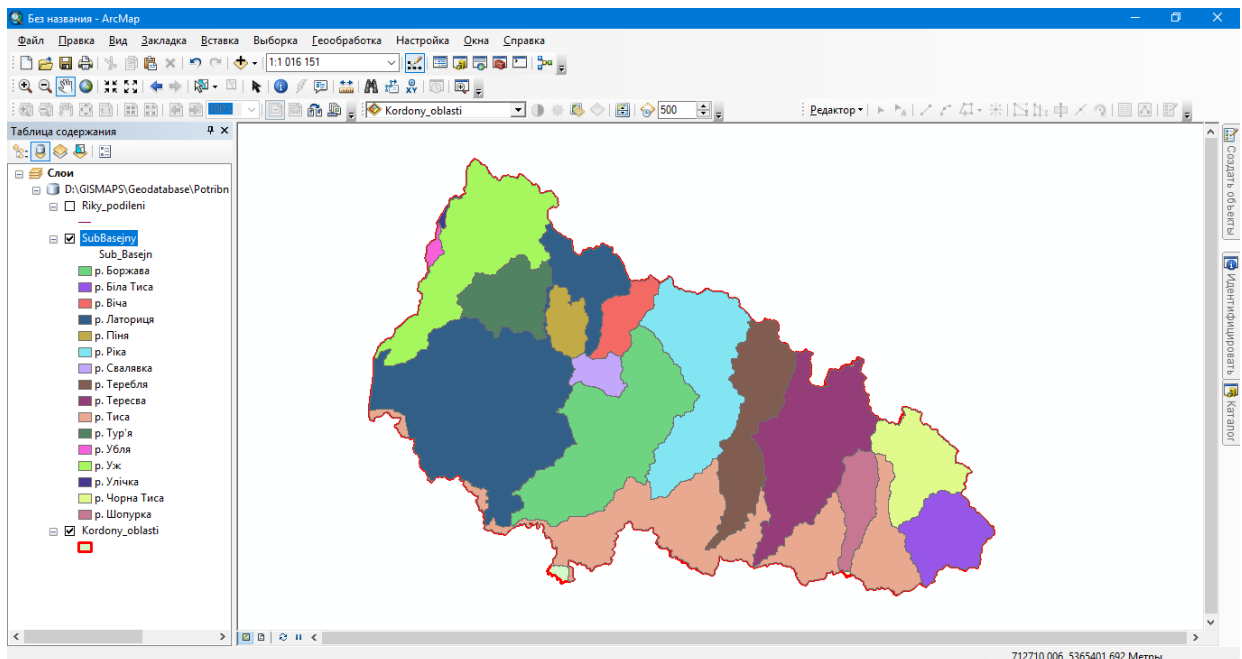 Без названия - ArcMap
Файл Правка Вид Закладка Вставка Выборка Геообработка Настройка Окна Справка
1:1 016 151
Kordony_oblasti 500 Редактор
Таблица содержания
Слои
D:\GISMAPS\Geodatabase\Potribn
Riky_podileni
SubBasejny
Sub_Basejn
р. Боржава
р. Біла Тиса
р. Віча
р. Латориця
р. Піня
р. Ріка
р. Свалявка
р. Теребля
р. Тересва
р. Тиса
р. Тур'я
р. Убля
р. Уж
р. Улічка
р. Чорна Тиса
р. Шопурка
Kordony_oblasti
Создать объекты
Идентифицировать
Каталог
712710,006 5365401,692 Метры